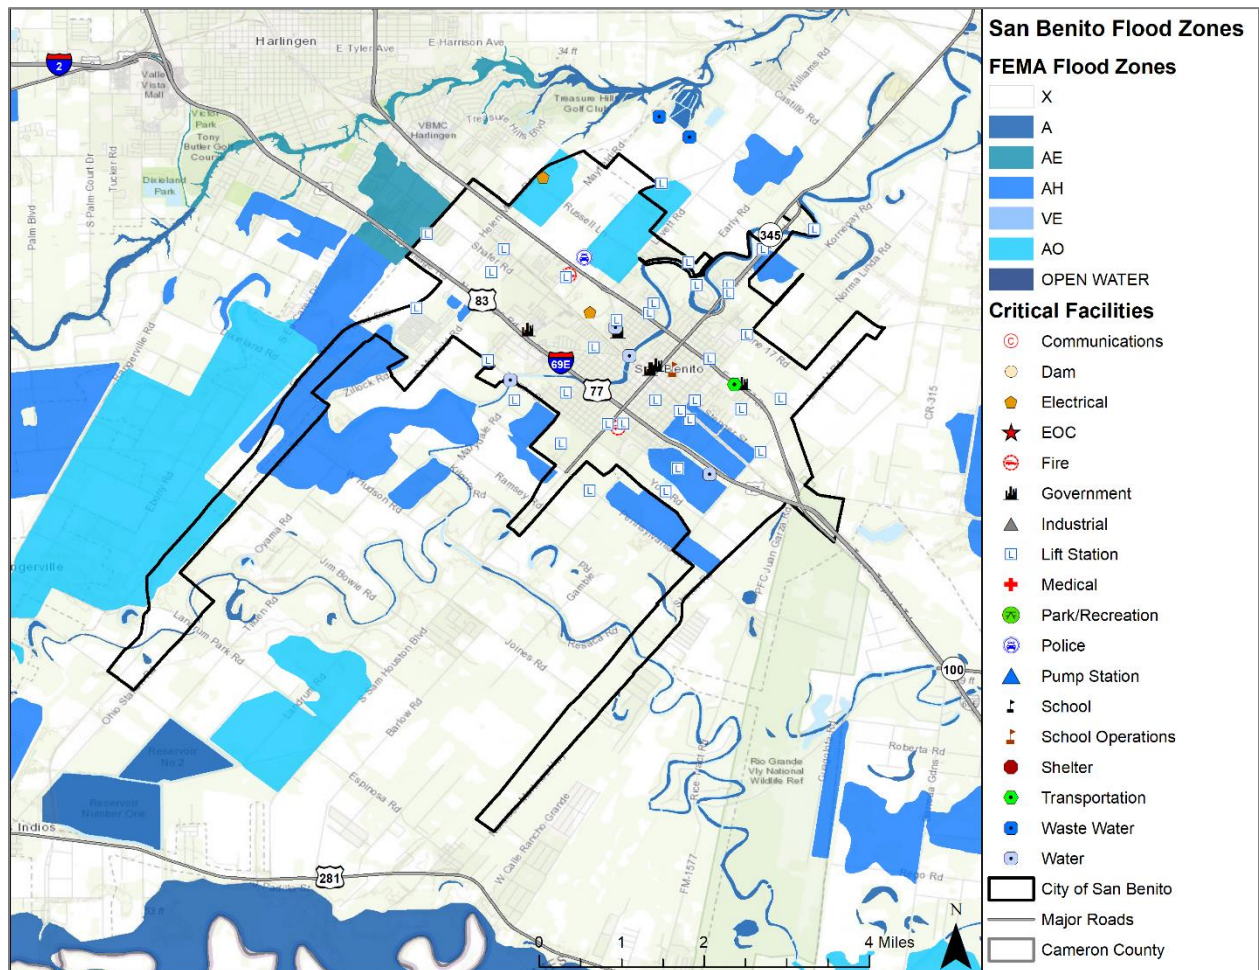 San Benito Flood Zones
FEMA Flood Zones
X
A
AE
AH
VE
AO
OPEN WATER
Critical Facilities
Communications
Dam
Electrical
EOC
Fire
Government
Industrial
Lift Station
Medical
Park/Recreation
Police
Pump Station
School
School Operations
Shelter
Transportation
Waste Water
Water
City of San Benito
Major Roads
Cameron County
N
0 1 2 4 Miles
Harlingen
E Tyler Ave
E Harrison Ave
34 ft
Williams Rd
Castillo Rd
2
Valle
Vista
Mall
Victor
Park
Tony
Butler Golf
Course
Treasure Hills
Golf Club
Treasure Hills Blvd
VBMC
Harlingen
Dixieland
Park
Tucker Rd
S Palm Court Dr
Palm Blvd
Mayfield Rd
Russell Ln
Early Rd
345
Kornegay Rd
Norma Linda Rd
Shafer Rd
83
69E
77
San Benito
Zillock Rd
CR-315
W Hudson Rd
Kilgore Rd
Ramsey Rd
Oyama Rd
Jim Bowie Rd
Gamble
Rd
PFC Juan Garza Rd
Landrum Park Rd
S Sam Houston Blvd
Joines Rd
Resaca Rd
100
Barlow Rd
Reservoir
No 2
Reservoir
Number One
Espinosa Rd
Rio Grande
Vly National
Wildlife Ref
Roberta Rd
Indios
W Calle Rancho Grande
FM-1577
281